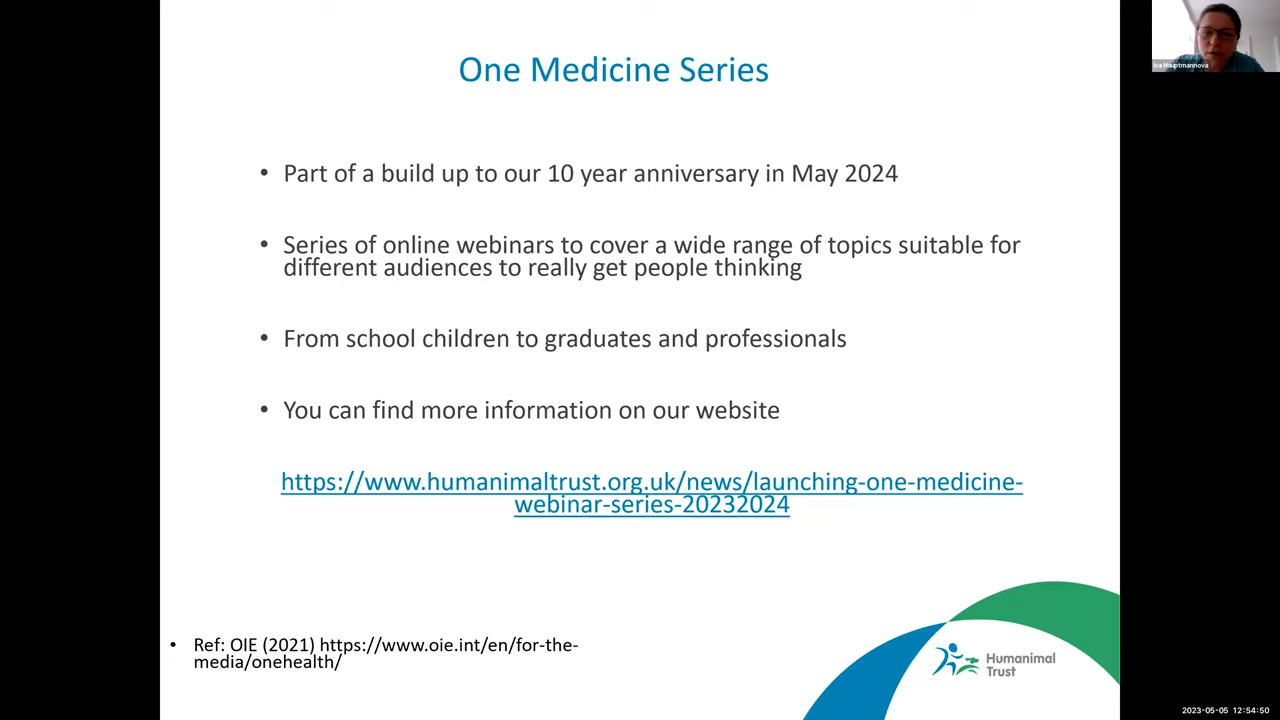 One Medicine Series
Iva Hauptmannova
• Part of a build up to our 10 year anniversary in May 2024
• Series of online webinars to cover a wide range of topics suitable for
different audiences to really get people thinking
• From school children to graduates and professionals
• You can find more information on our website
https://www.humanimaltrust.org.uk/news/launching-one-medicine-
webinar-series-20232024
• Ref: OIE (2021) https://www.oie.int/en/for-the-
media/onehealth/
Humanimal
Trust
2023-05-05 12:54:50